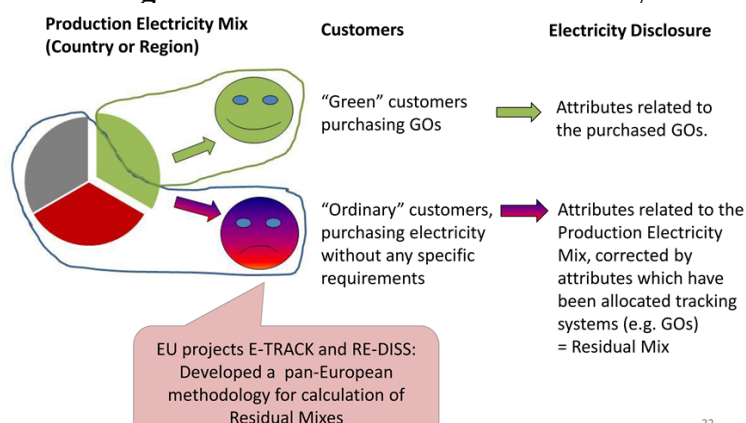 Production Electricity Mix
(Country or Region)
Customers
Electricity Disclosure
“Green” customers
purchasing GOs
Attributes related to
the purchased GOs.
“Ordinary” customers,
purchasing electricity
without any specific
requirements
Attributes related to the
Production Electricity
Mix, corrected by
attributes which have
been allocated tracking
systems (e.g. GOs)
= Residual Mix
EU projects E-TRACK and RE-DISS:
Developed a pan-European
methodology for calculation of
Residual Mixes